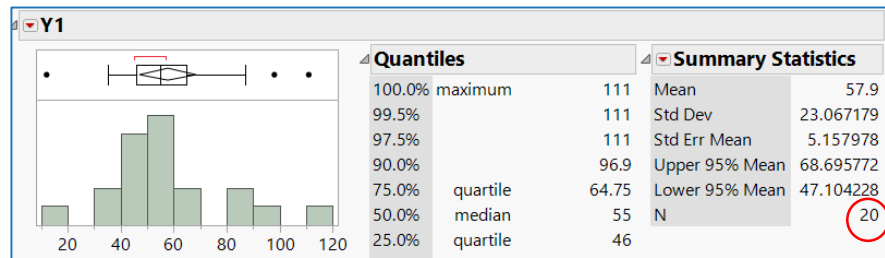 Y1
Quantiles
100.0% maximum 111
99.5% 111
97.5% 111
90.0% 96.9
75.0% quartile 64.75
50.0% median 55
25.0% quartile 46
Summary Statistics
Mean 57.9
Std Dev 23.067179
Std Err Mean 5.157978
Upper 95% Mean 68.695772
Lower 95% Mean 47.104228
N 20
20 40 60 80 100 120